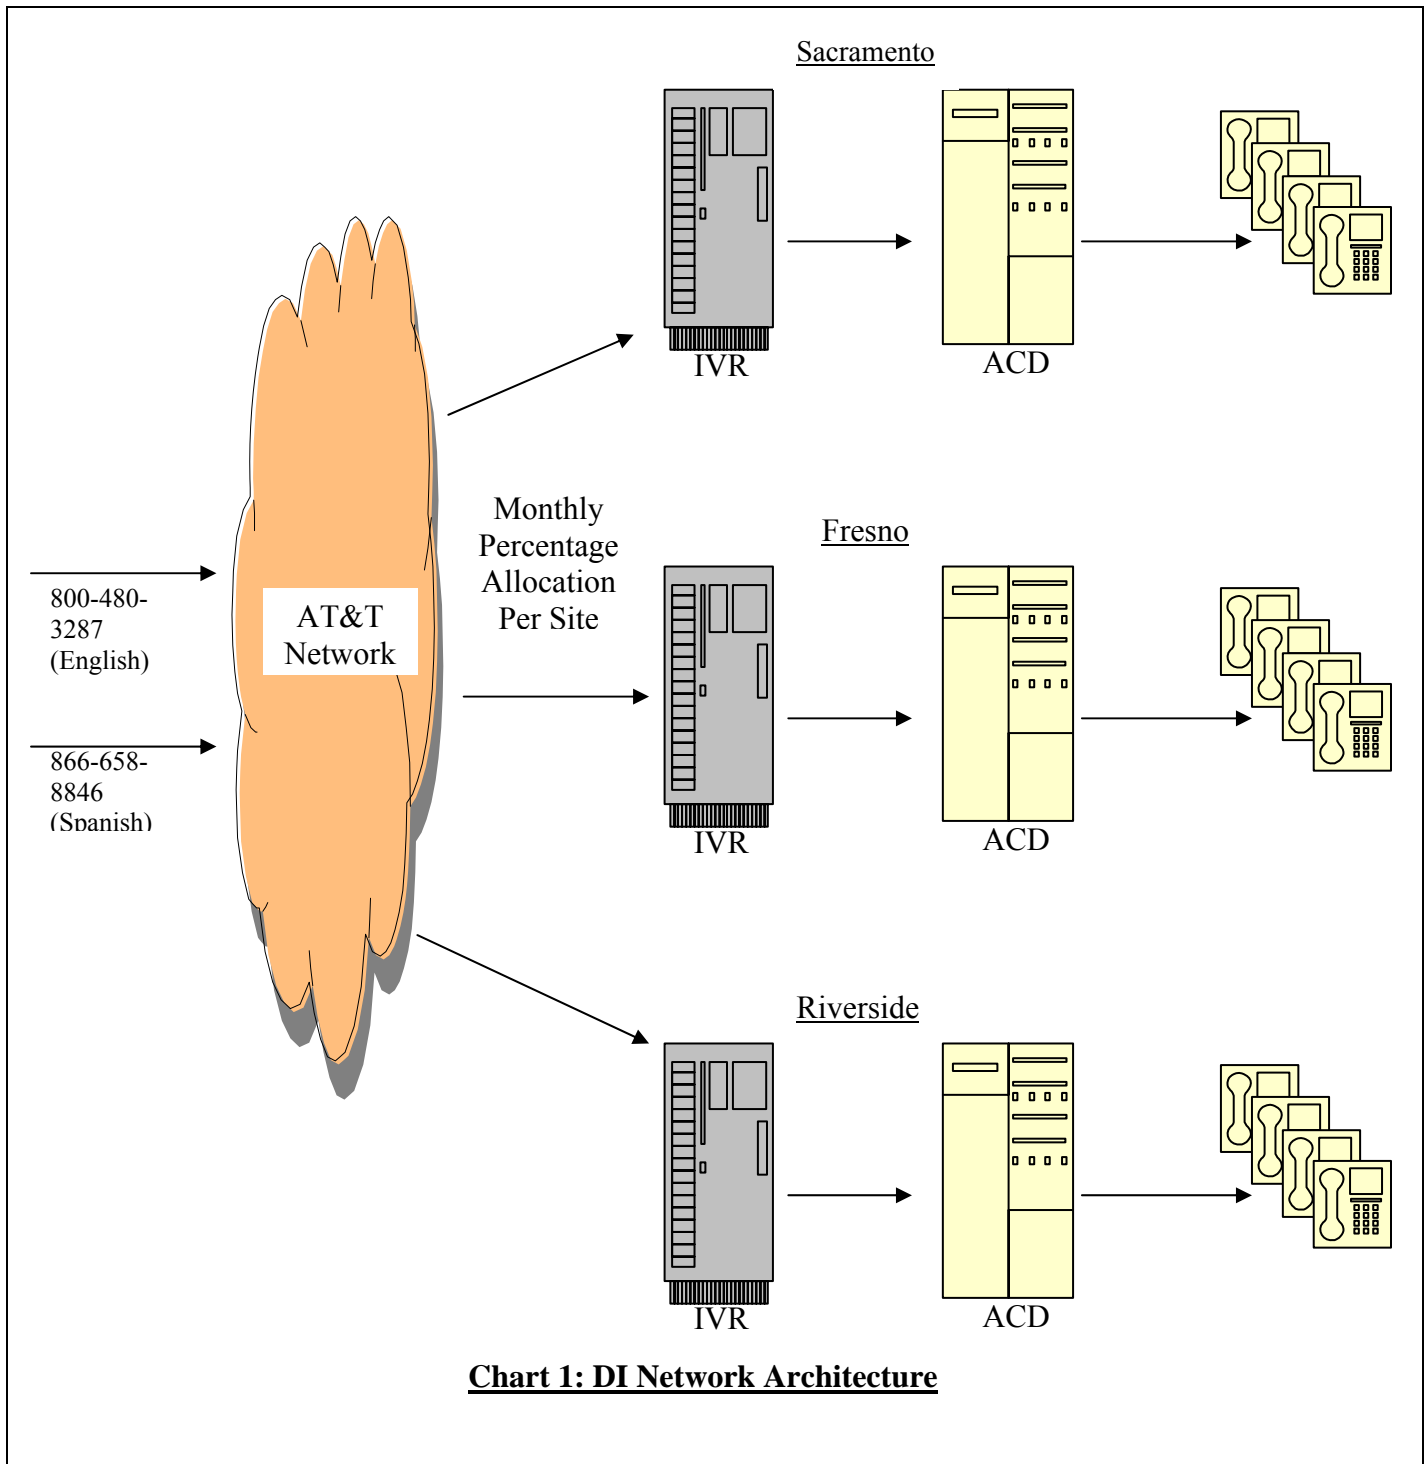 Sacramento
IVR
ACD
Monthly
Percentage
Allocation
Per Site
Fresno
800-480-
3287
(English)
AT&T
Network
866-658-
8846
(Spanish)
IVR
ACD
Riverside
IVR
ACD
Chart 1: DI Network Architecture